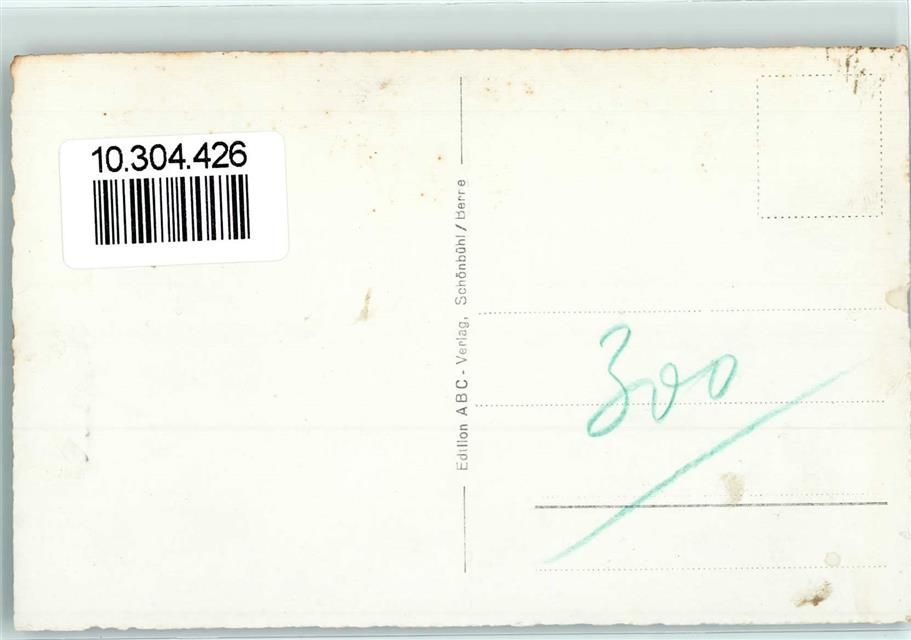 10.304.426
Edition ABC - Verlag, Schönbühl / Berne
300